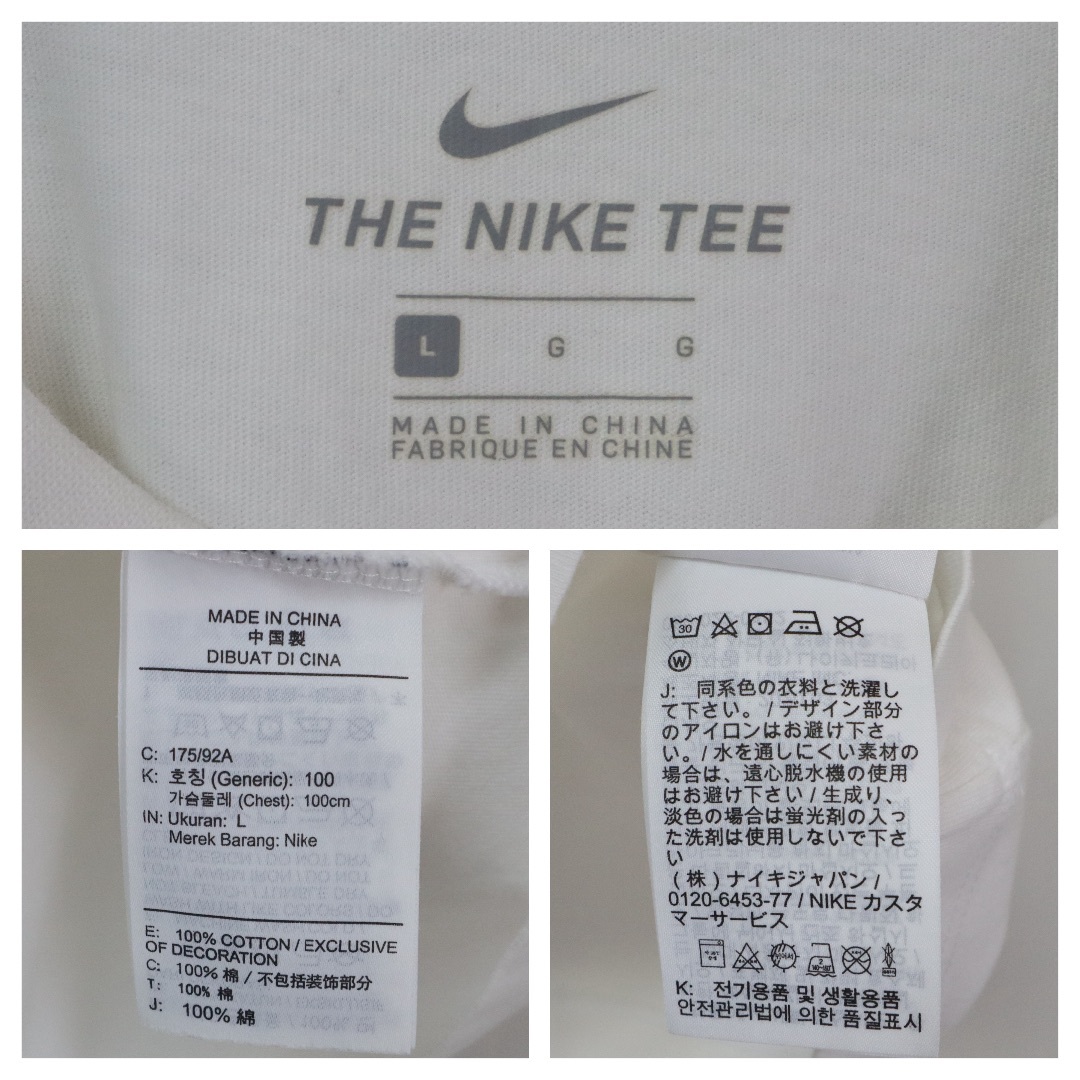 THE NIKE TEE
L G G
MADE IN CHINA
FABRIQUE EN CHINE
MADE IN CHINA
中国製
DIBUAT DI CINA
C: 175/92A
K: 호칭 (Generic): 100
가슴둘레 (Chest): 100cm
IN: Ukuran: L
Merek Barang: Nike
E: 100% COTTON / EXCLUSIVE
OF DECORATION
C: 100% 棉 / 不包括装饰部分
T: 100% 棉
J: 100% 綿
30
W
J: 同系色の衣料と洗濯し
て下さい。/ デザイン部分
のアイロンはお避け下さ
い。/ 水を通しにくい素材の
場合は、遠心脱水機の使用
はお避け下さい / 生成り、
淡色の場合は蛍光剤の入っ
た洗剤は使用しないで下さ
い
(株) ナイキジャパン /
0120-6453-77 / NIKE カスタ
マーサービス
K: 전기용품 및 생활용품
안전관리법에 의한 품질표시